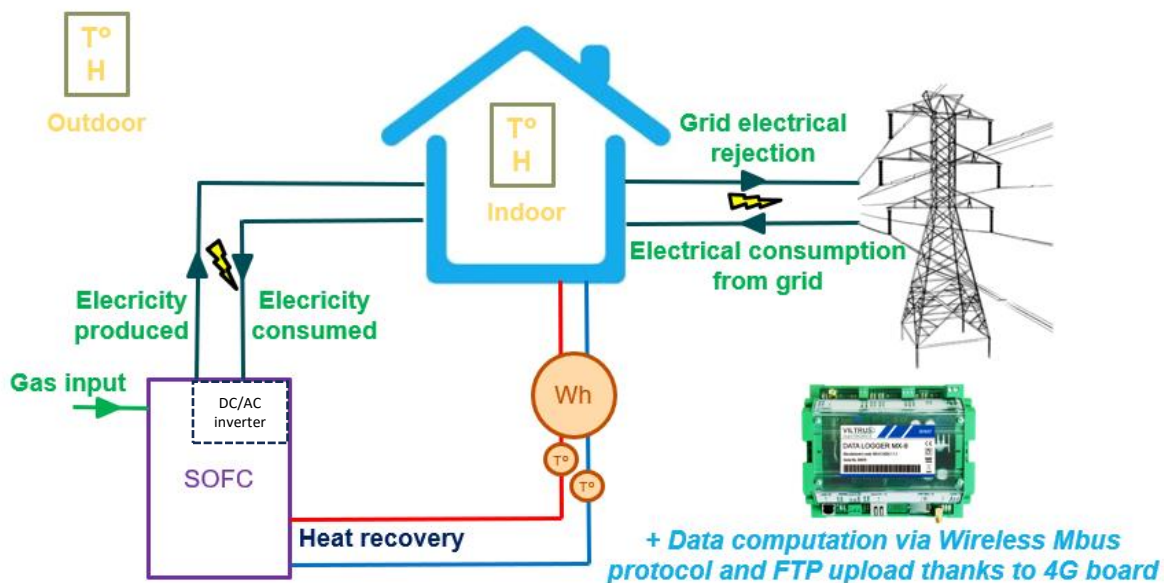 T°
H
Outdoor
T°
H
Indoor
Grid electrical
rejection
Electrical consumption
from grid
Elecricity
produced
Elecricity
consumed
Gas input
DC/AC
inverter
SOFC
Wh
T°
T°
Heat recovery
DATA LOGGER MX-9
+ Data computation via Wireless Mbus
protocol and FTP upload thanks to 4G board